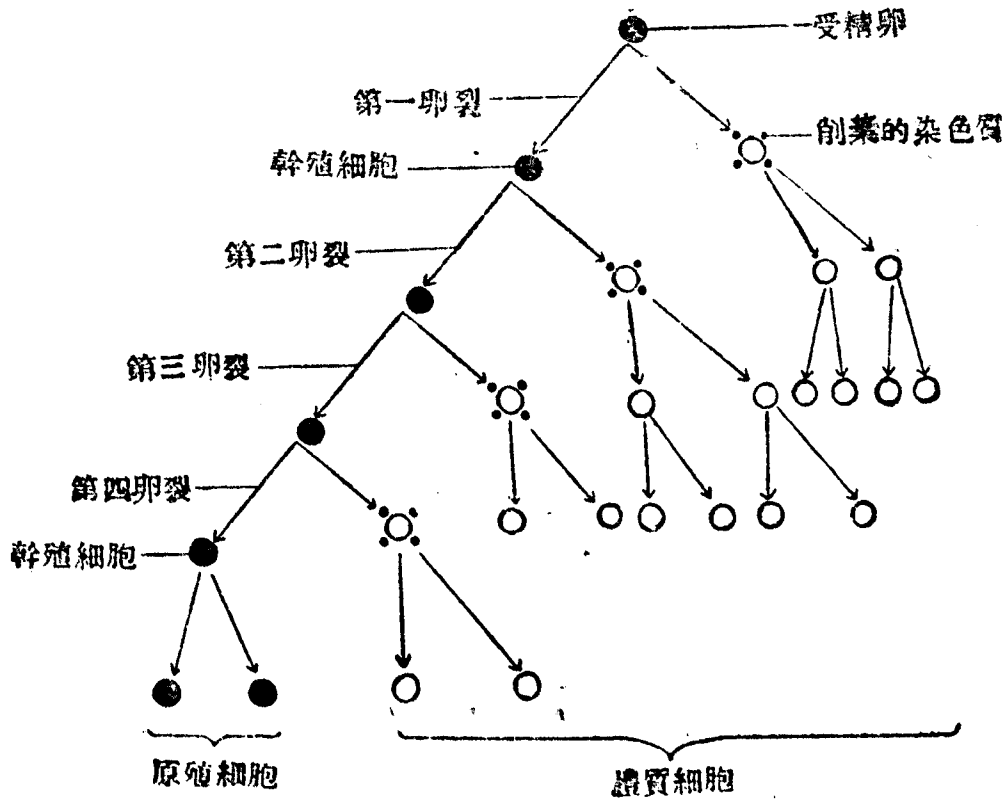 受精卵
第一卵裂
削棄的染色質
幹殖細胞
第二卵裂
第三卵裂
第四卵裂
幹殖細胞
原殖細胞
體質細胞